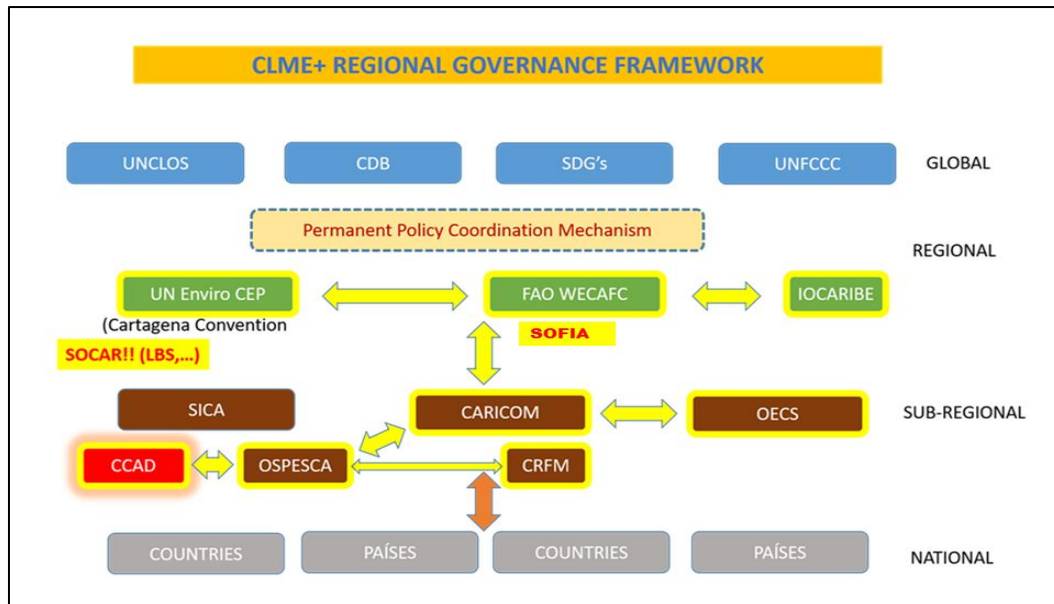 CLME+ REGIONAL GOVERNANCE FRAMEWORK
UNCLOS
CDB
SDG's
UNFCCC
GLOBAL
Permanent Policy Coordination Mechanism
REGIONAL
UN Enviro CEP
FAO WECAFC
IOCARIBE
(Cartagena Convention
SOFIA
SOCAR!! (LBS,...)
SICA
CARICOM
OECS
SUB-REGIONAL
CCAD
OSPESCA
CRFM
COUNTRIES
PAÍSES
COUNTRIES
PAÍSES
NATIONAL